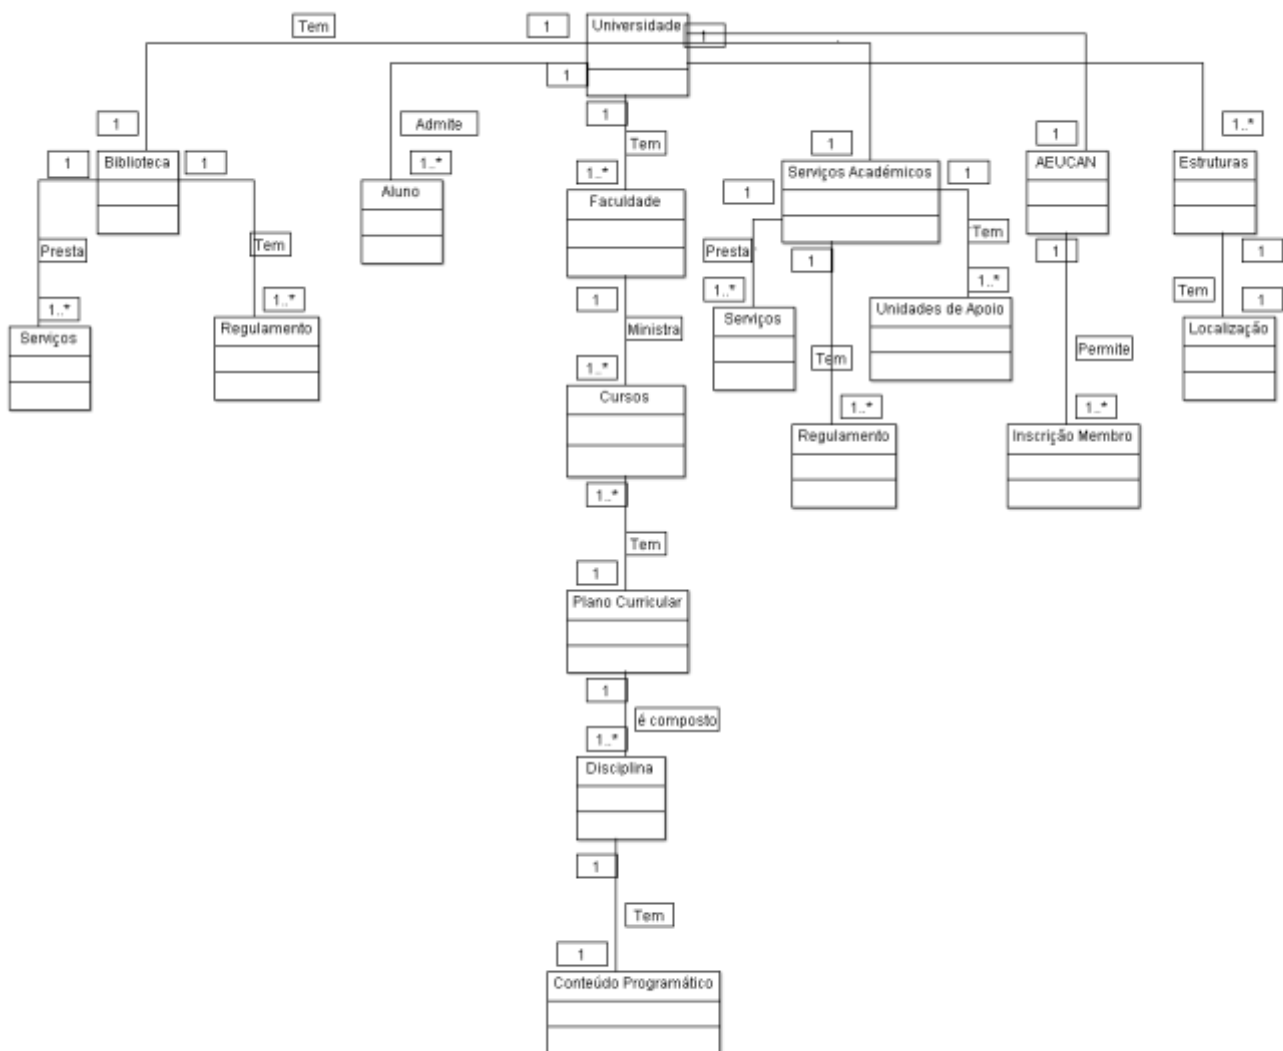 Tem
1
Universidade
1
1
1
1
Admite
1
1
1..*
Tem
1
Biblioteca
1
1..*
Aluno
1..*
Faculdade
1
Serviços Académicos
1
1
AEUCAN
Estruturas
Presta
Tem
Presta
1
Tem
1
1
1..*
1..*
Serviços
Regulamento
1
Ministra
1..*
Serviços
1..*
Unidades de Apoio
Tem
1
Localização
Tem
Permite
1..*
Cursos
1..*
Regulamento
1..*
Inscrição Membro
1..*
Tem
1
Plano Curricular
1
é composto
1..*
Disciplina
1
Tem
1
Conteúdo Programático